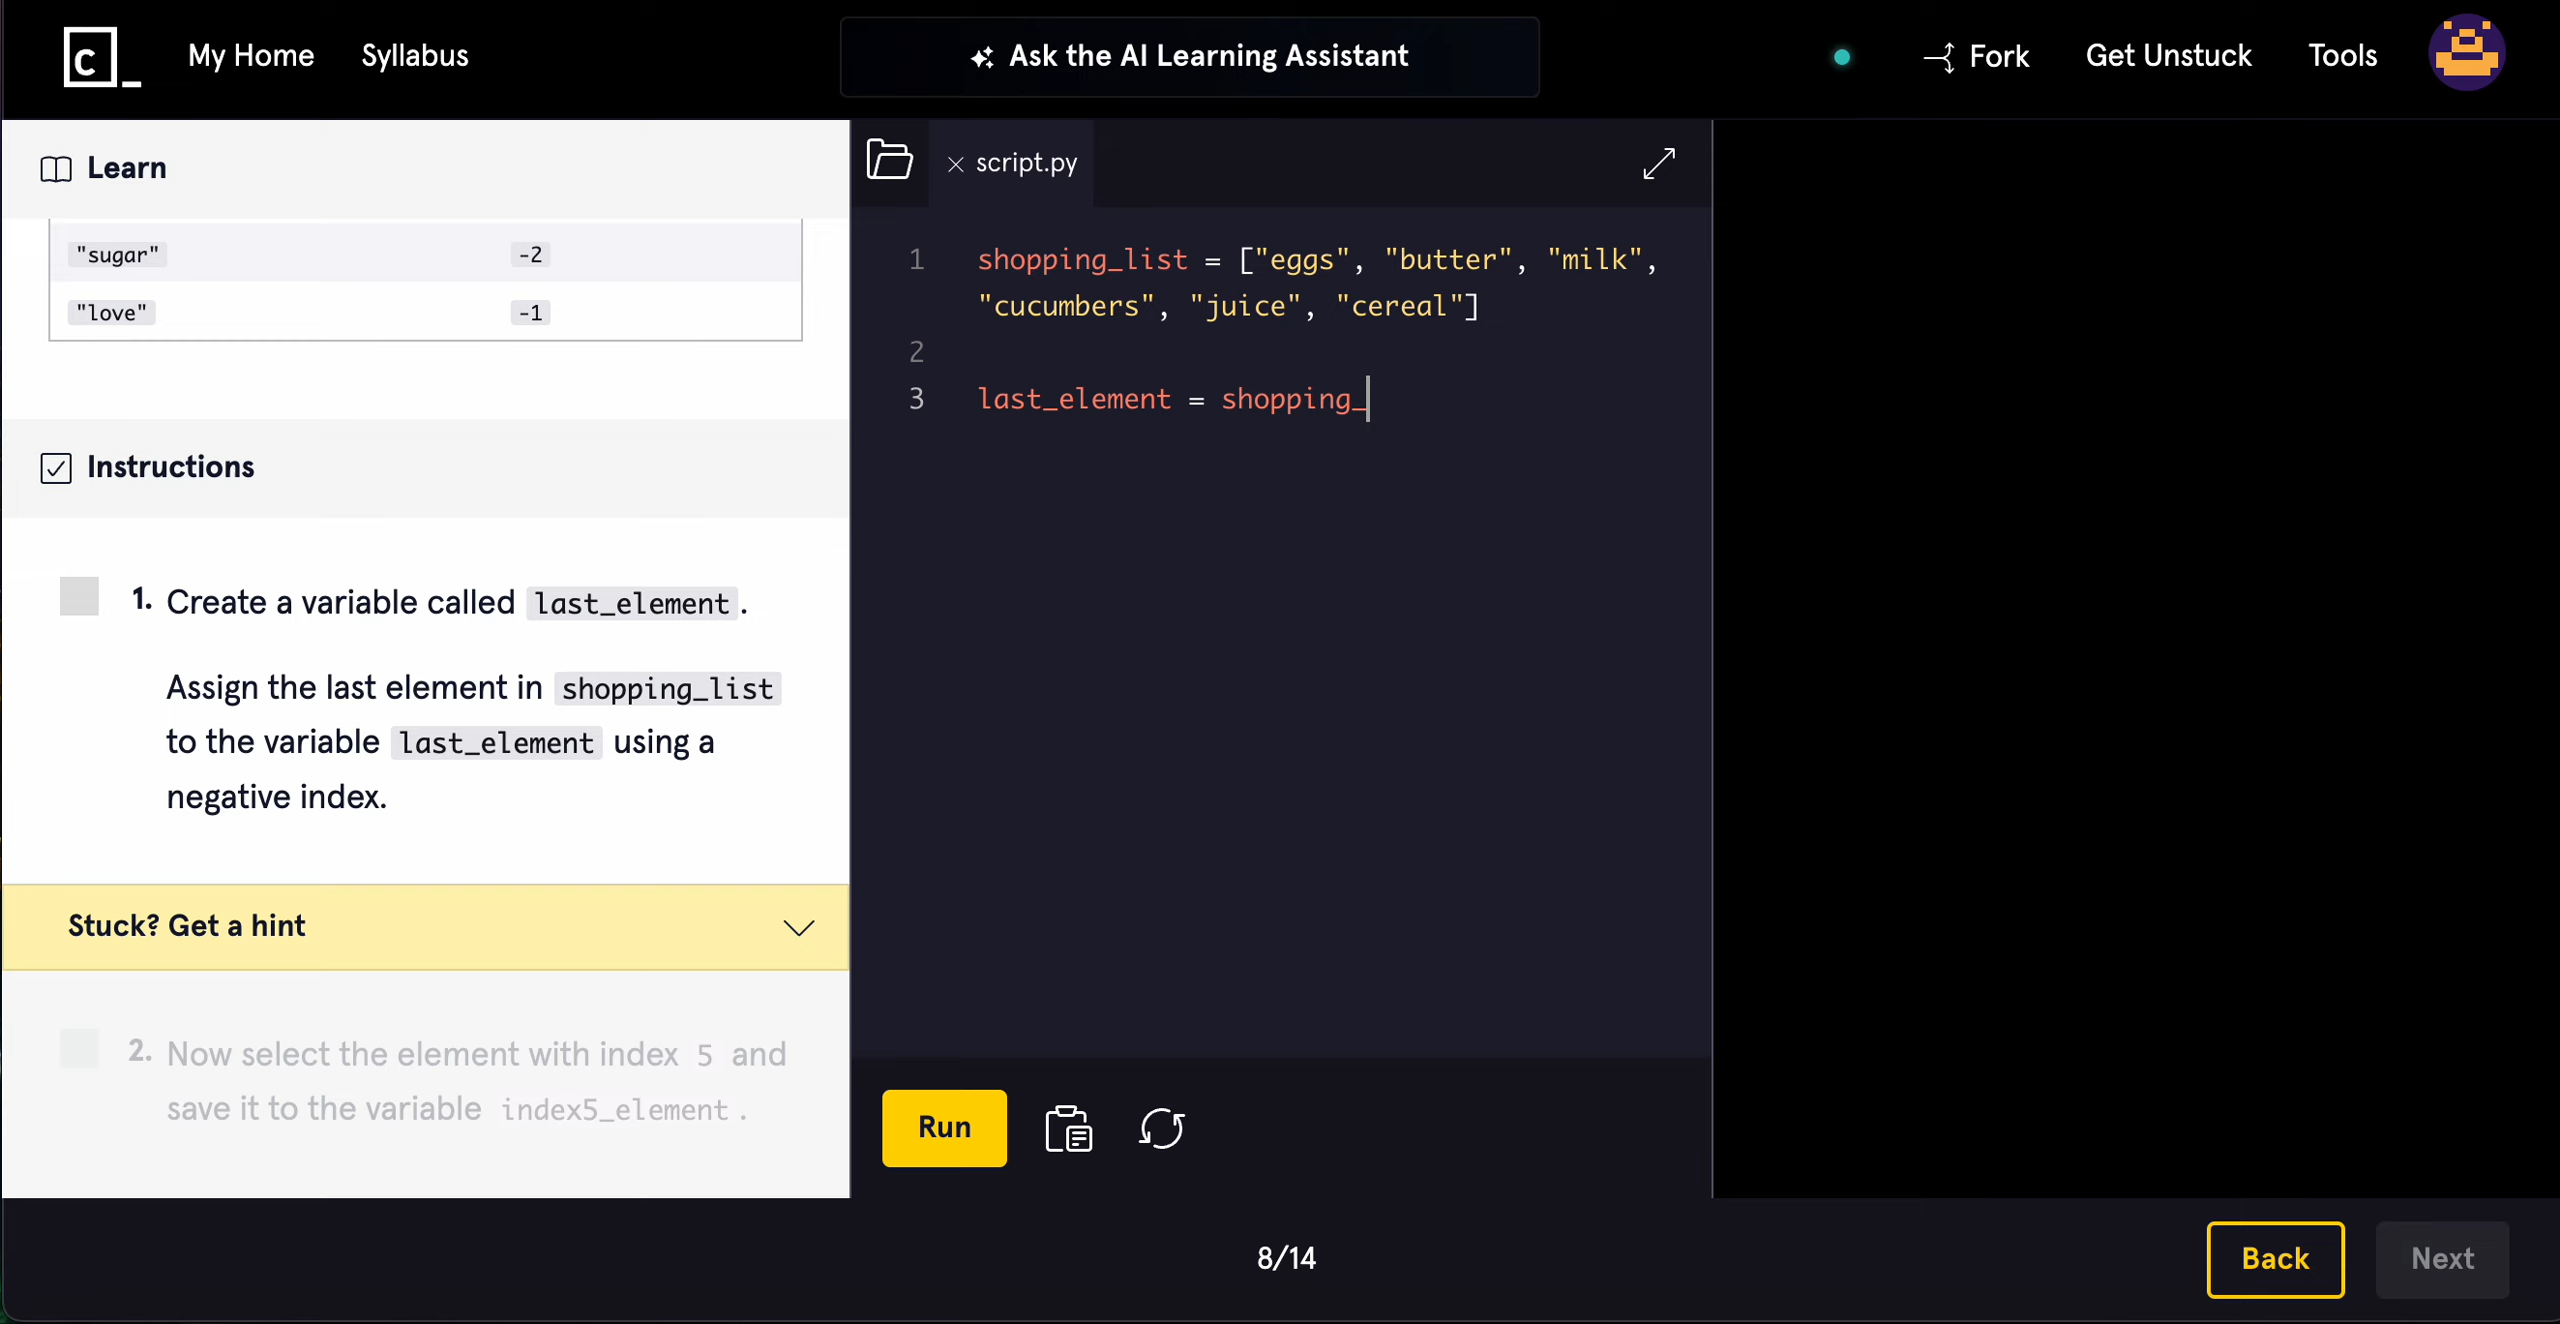 C_ My Home Syllabus Ask the AI Learning Assistant Fork Get Unstuck Tools
Learn
"sugar" -2
"love" -1
Instructions
1. Create a variable called last_element.
Assign the last element in shopping_list
to the variable last_element using a
negative index.
Stuck? Get a hint
2. Now select the element with index 5 and
save it to the variable index5_element.
script.py
1 shopping_list = ["eggs", "butter", "milk",
"cucumbers", "juice", "cereal"]
2
3 last_element = shopping_
Run
8/14
Back Next